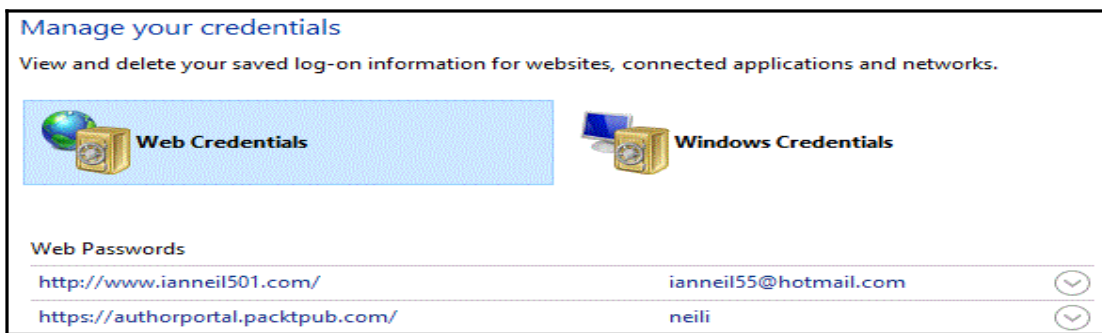 Manage your credentials
View and delete your saved log-on information for websites, connected applications and networks.
Web Credentials Windows Credentials
Web Passwords
http://www.ianneil501.com/ ianneil55@hotmail.com
https://authorportal.packtpub.com/ neili